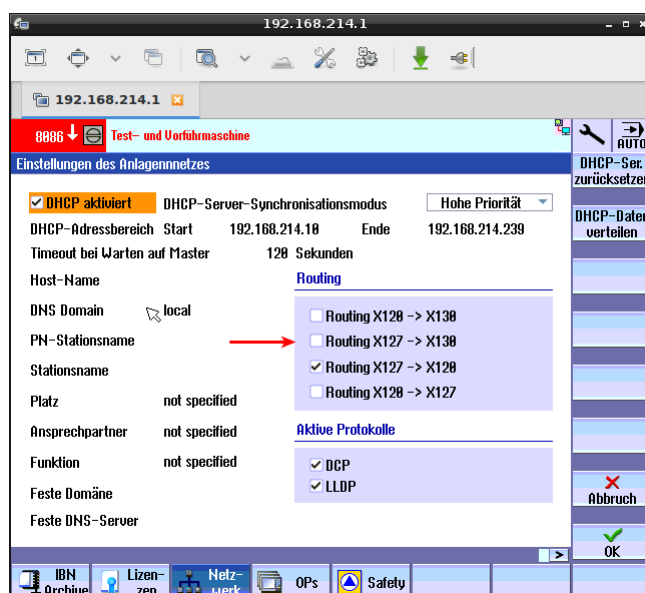 192.168.214.1
192.168.214.1
8086 Test- und Vorführmaschine
AUTO
Einstellungen des Anlagennnetzes
DHCP-Ser.
zurücksetzen
DHCP aktiviert DHCP-Server-Synchronisationsmodus Hohe Priorität
DHCP-Daten
verteilen
DHCP-Adressbereich Start 192.168.214.10 Ende 192.168.214.239
Timeout bei Warten auf Master 120 Sekunden
Host-Name Routing
DNS Domain local
Routing X120 -> X130
PN-Stationsname
Routing X127 -> X130
Stationsname
Routing X127 -> X120
Routing X120 -> X127
Platz not specified
Ansprechpartner not specified
Aktive Protokolle
Funktion not specified
DCP
LLDP
Feste Domäne
Feste DNS-Server
Abbruch
OK
IBN
Archive
Lizen-
zen
Netz-
werk
OPs
Safety